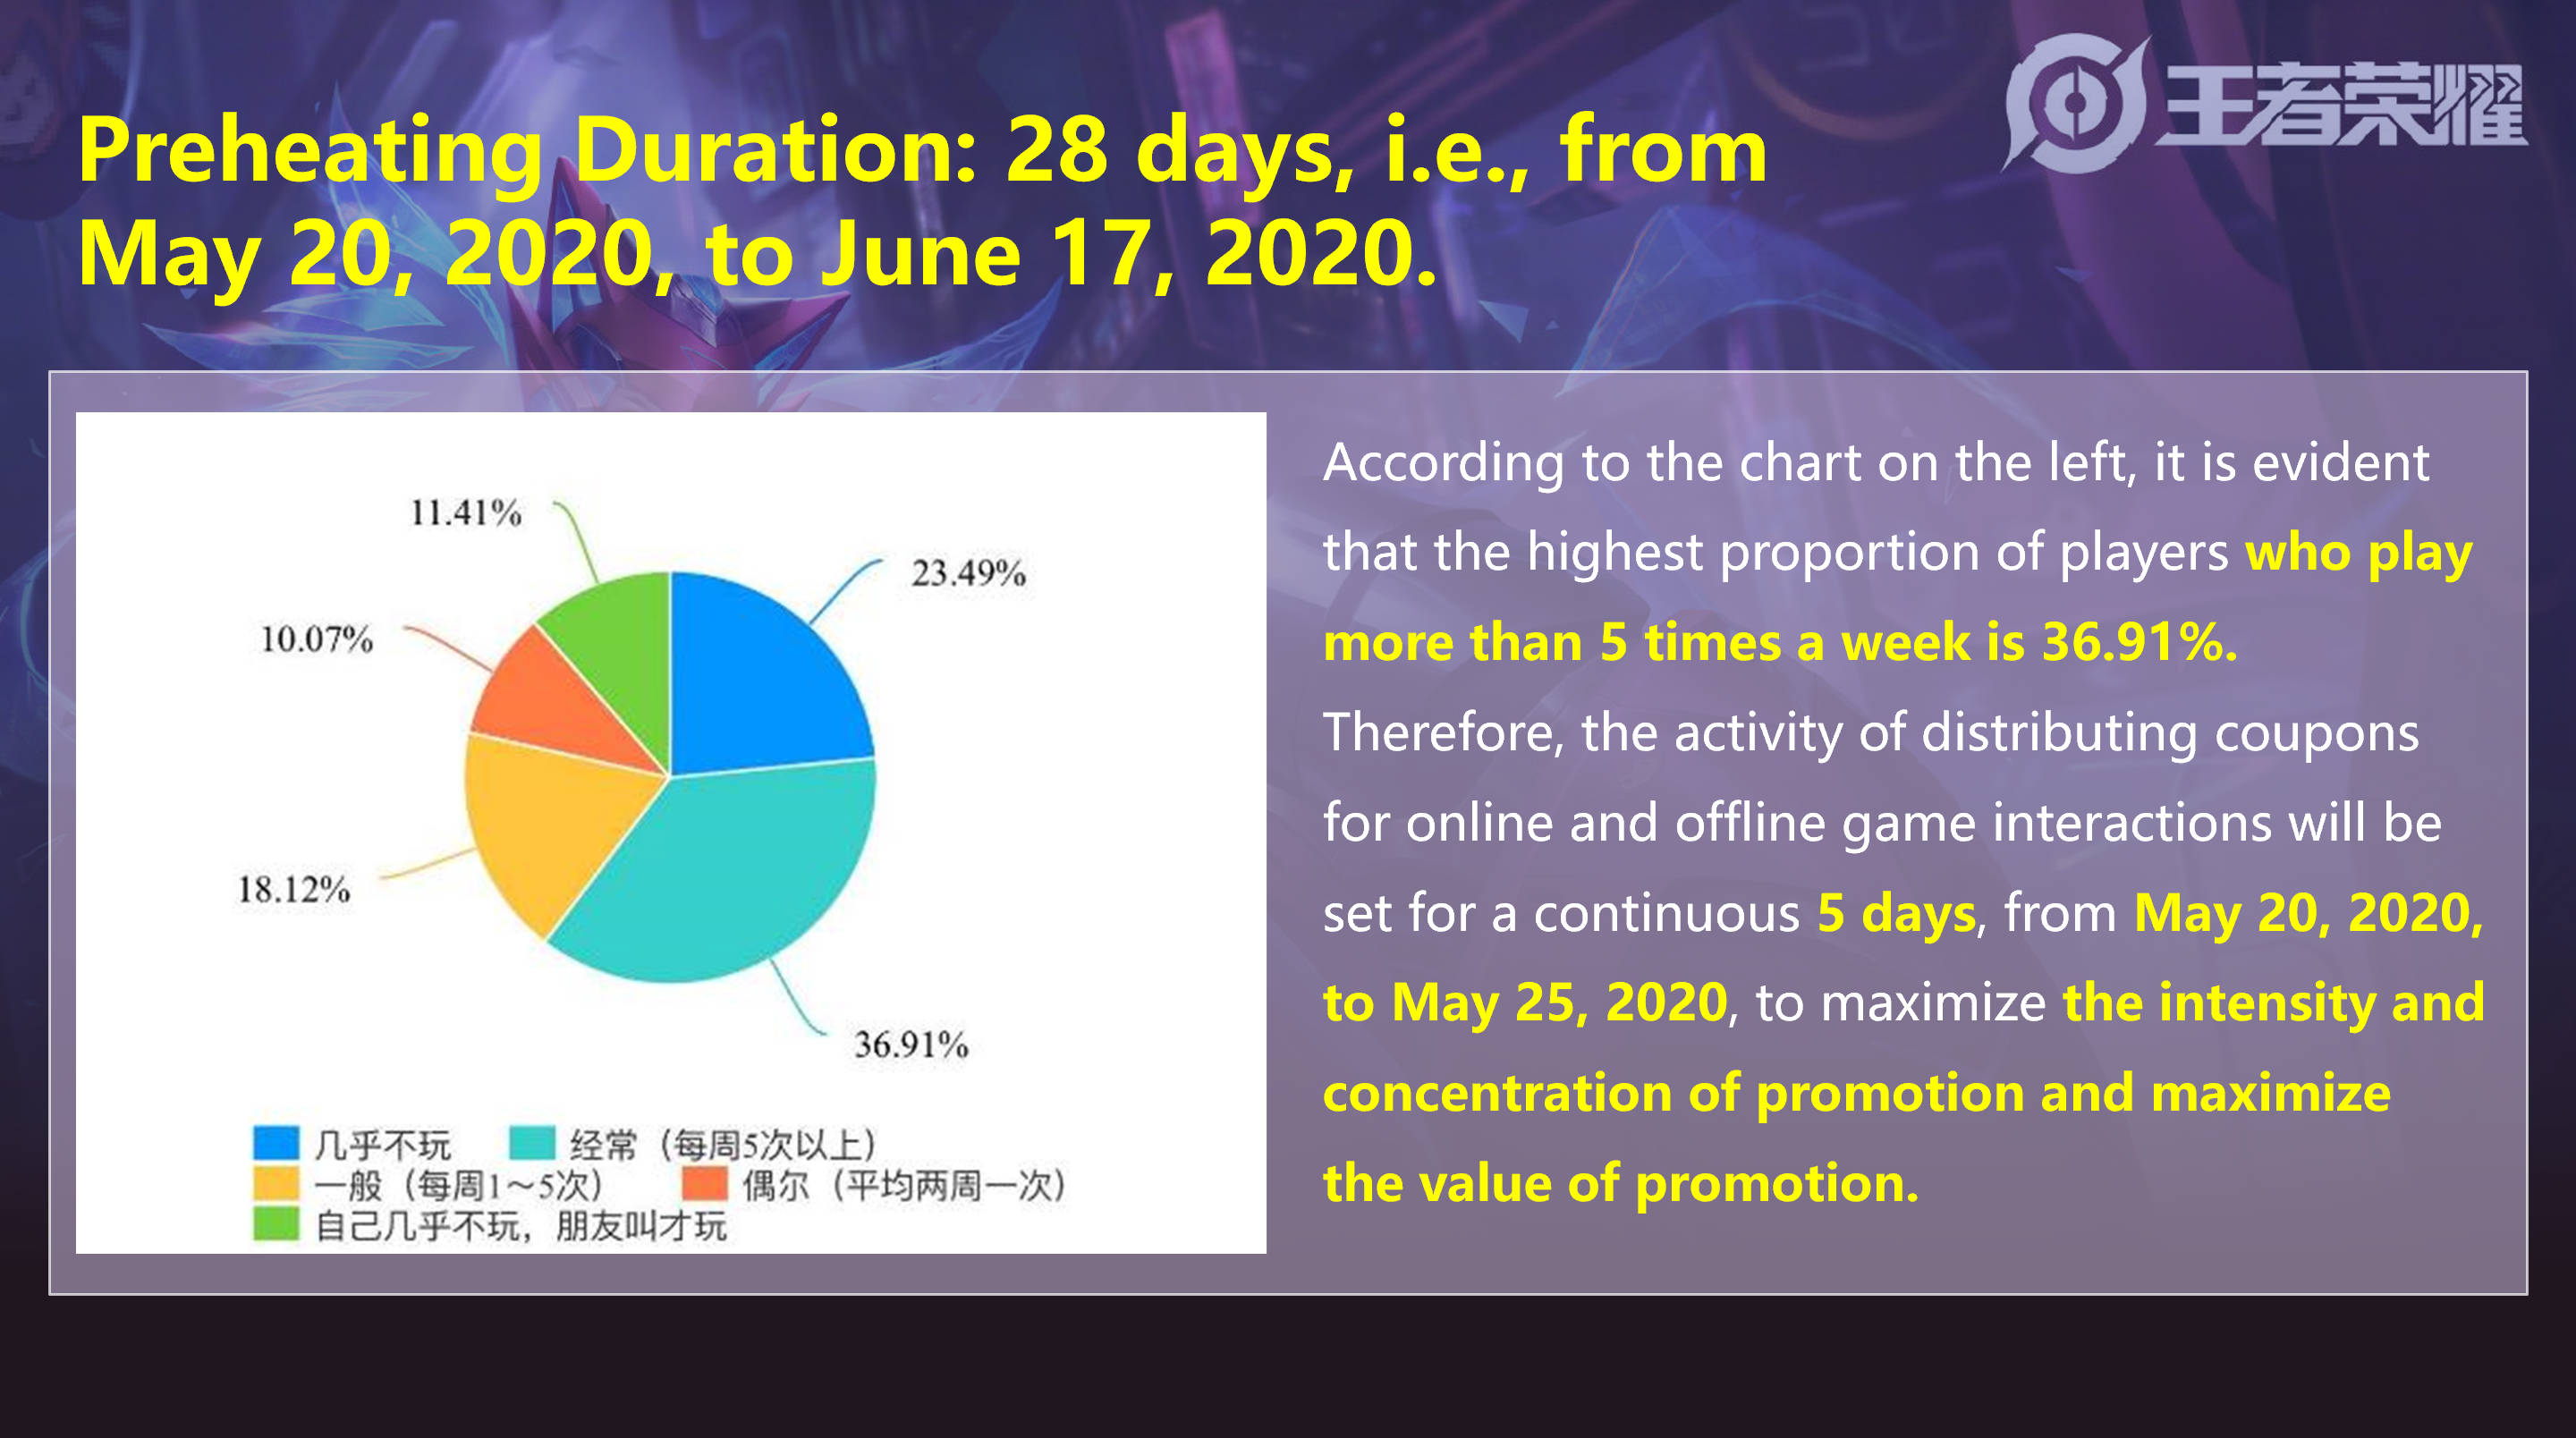 王者荣耀
Preheating Duration: 28 days, i.e., from
May 20, 2020, to June 17, 2020.
11.41%
23.49%
10.07%
18.12%
36.91%
几乎不玩 经常（每周5次以上）
一般（每周1～5次） 偶尔（平均两周一次）
自己几乎不玩，朋友叫才玩
According to the chart on the left, it is evident
that the highest proportion of players who play
more than 5 times a week is 36.91%.
Therefore, the activity of distributing coupons
for online and offline game interactions will be
set for a continuous 5 days, from May 20, 2020,
to May 25, 2020, to maximize the intensity and
concentration of promotion and maximize
the value of promotion.